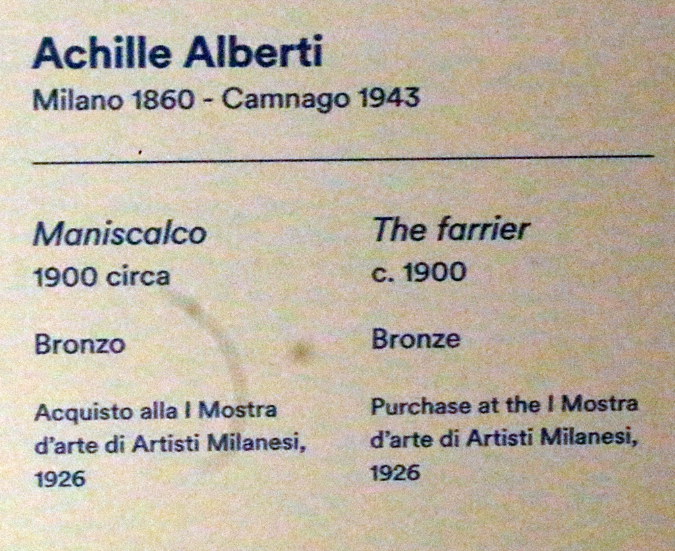 Achille Alberti
Milano 1860 - Camnago 1943
Maniscalco
1900 circa
Bronzo
Acquisto alla I Mostra
d'arte di Artisti Milanesi,
1926
The farrier
c. 1900
Bronze
Purchase at the I Mostra
d'arte di Artisti Milanesi,
1926